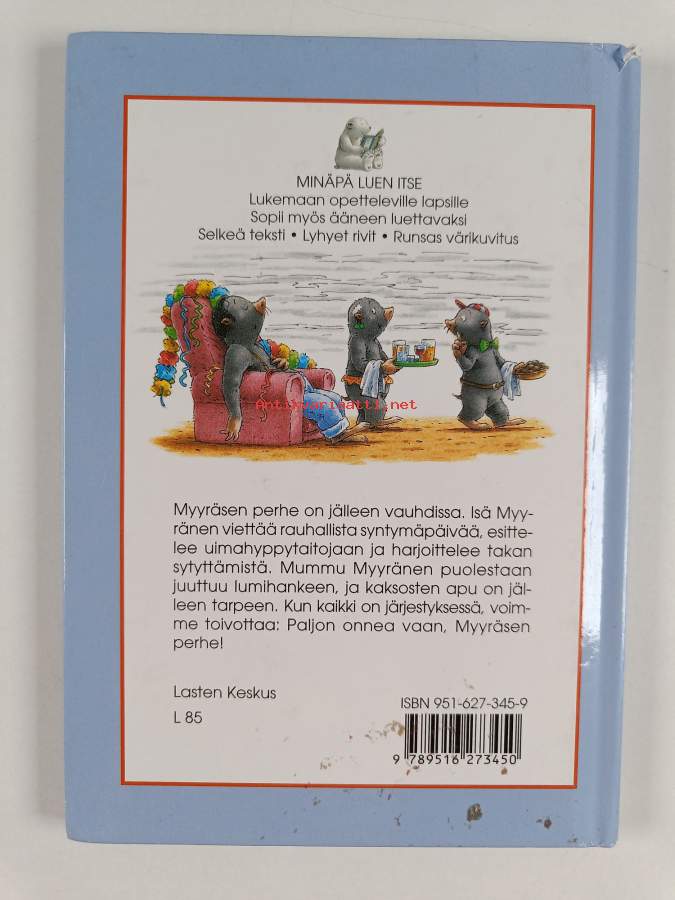 MINÄPÄ LUEN ITSE
Lukemaan opetteleville lapsille
Sopii myös ääneen luettavaksi
Selkeä teksti • Lyhyet rivit • Runsas värikuvitus
Antikvariaatti.net
Myyräsen perhe on jälleen vauhdissa. Isä Myy-
ränen viettää rauhallista syntymäpäivää, esitte-
lee uimahyppytaitojaan ja harjoittelee takan
sytyttämistä. Mummu Myyränen puolestaan
juuttuu lumihankeen, ja kaksosten apu on jäl-
leen tarpeen. Kun kaikki on järjestyksessä, voim-
me toivottaa: Paljon onnea vaan, Myyräsen
perhe!
Lasten Keskus
L 85
ISBN 951-627-345-9
9 789516 273450